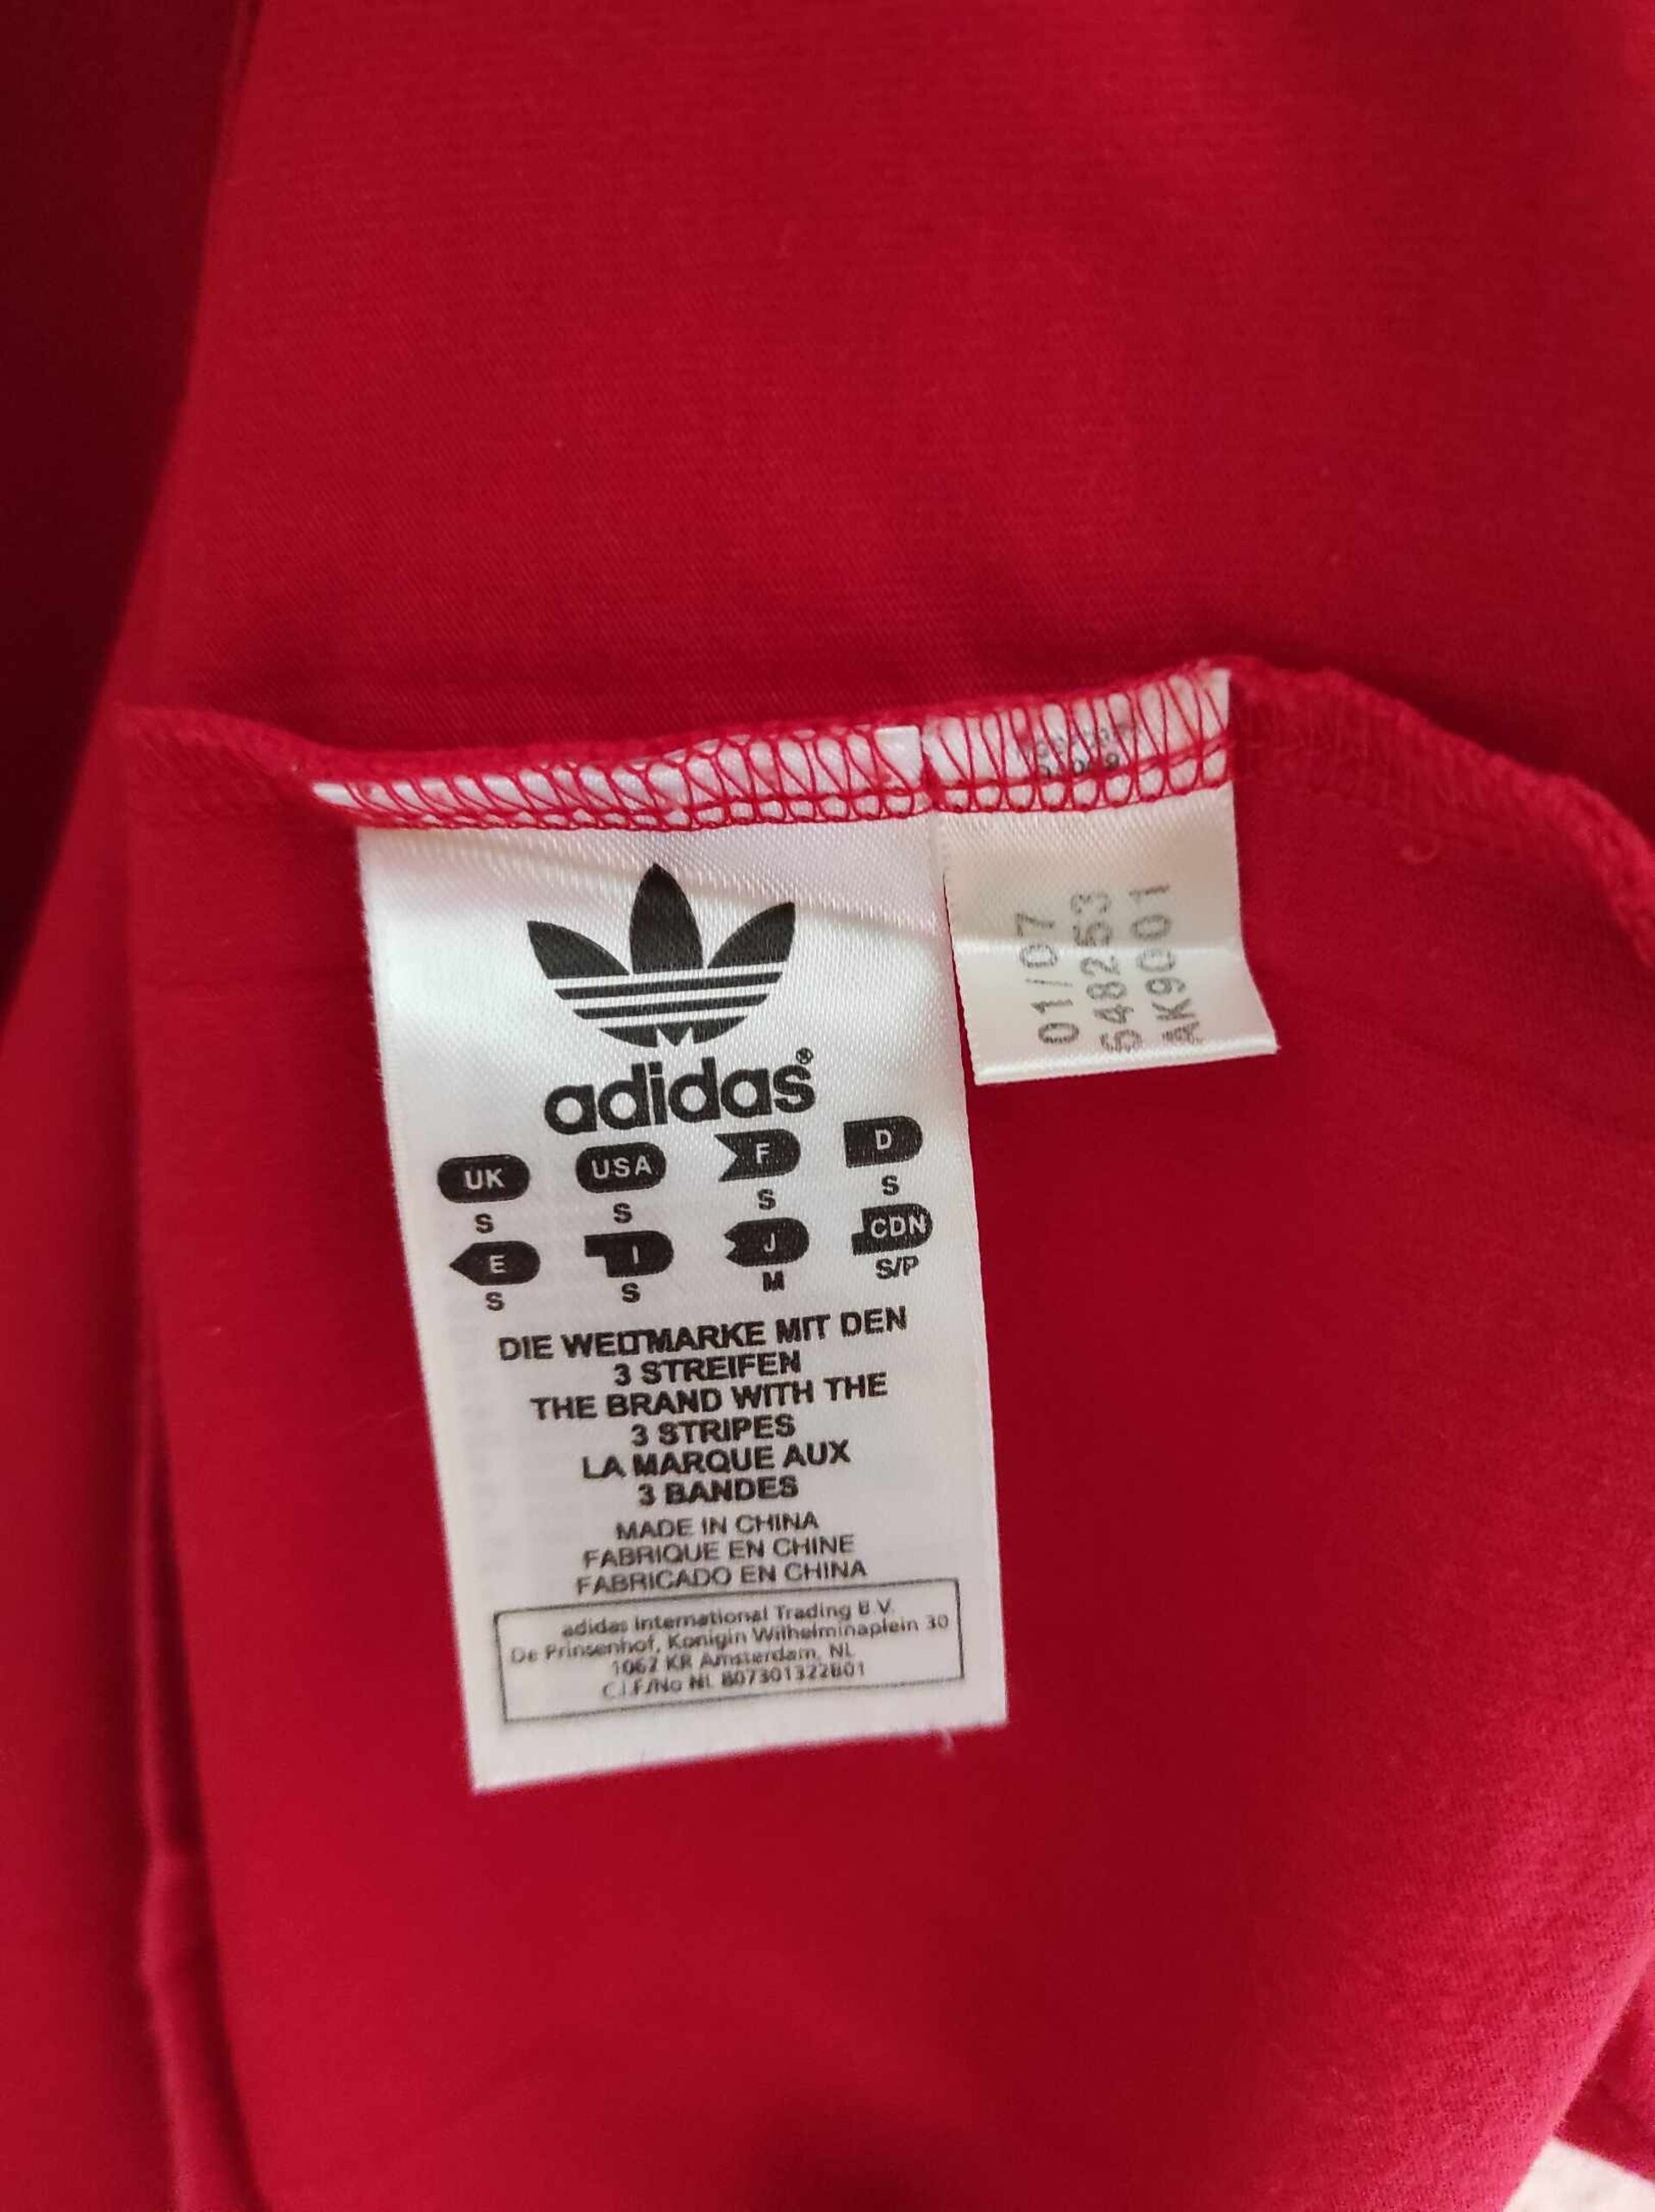 adidas®
UK USA F D
S S S S
E I J CDN
S S M S/P
DIE WELTMARKE MIT DEN
3 STREIFEN
THE BRAND WITH THE
3 STRIPES
LA MARQUE AUX
3 BANDES
MADE IN CHINA
FABRIQUE EN CHINE
FABRICADO EN CHINA
adidas International Trading B.V.
De Prinsenhof, Konigin Wilhelminaplein 30
1062 KR Amsterdam, NL
C.I.F/No NL 807301322B01
01/07
548253
AK9001